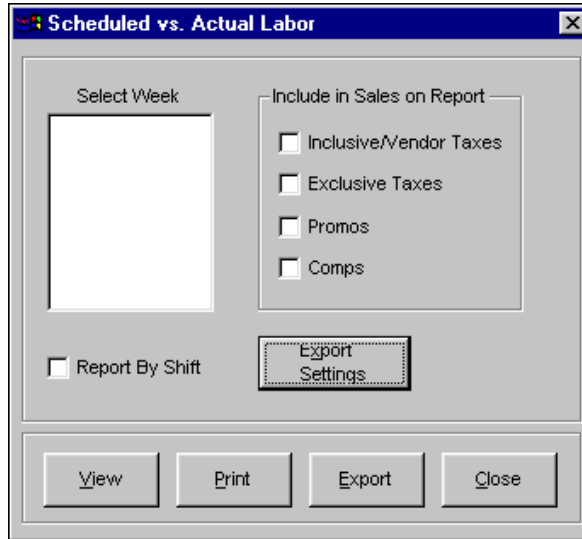 Scheduled vs. Actual Labor
Select Week
Include in Sales on Report
Inclusive/Vendor Taxes
Exclusive Taxes
Promos
Comps
Report By Shift
Export
Settings
View
Print
Export
Close